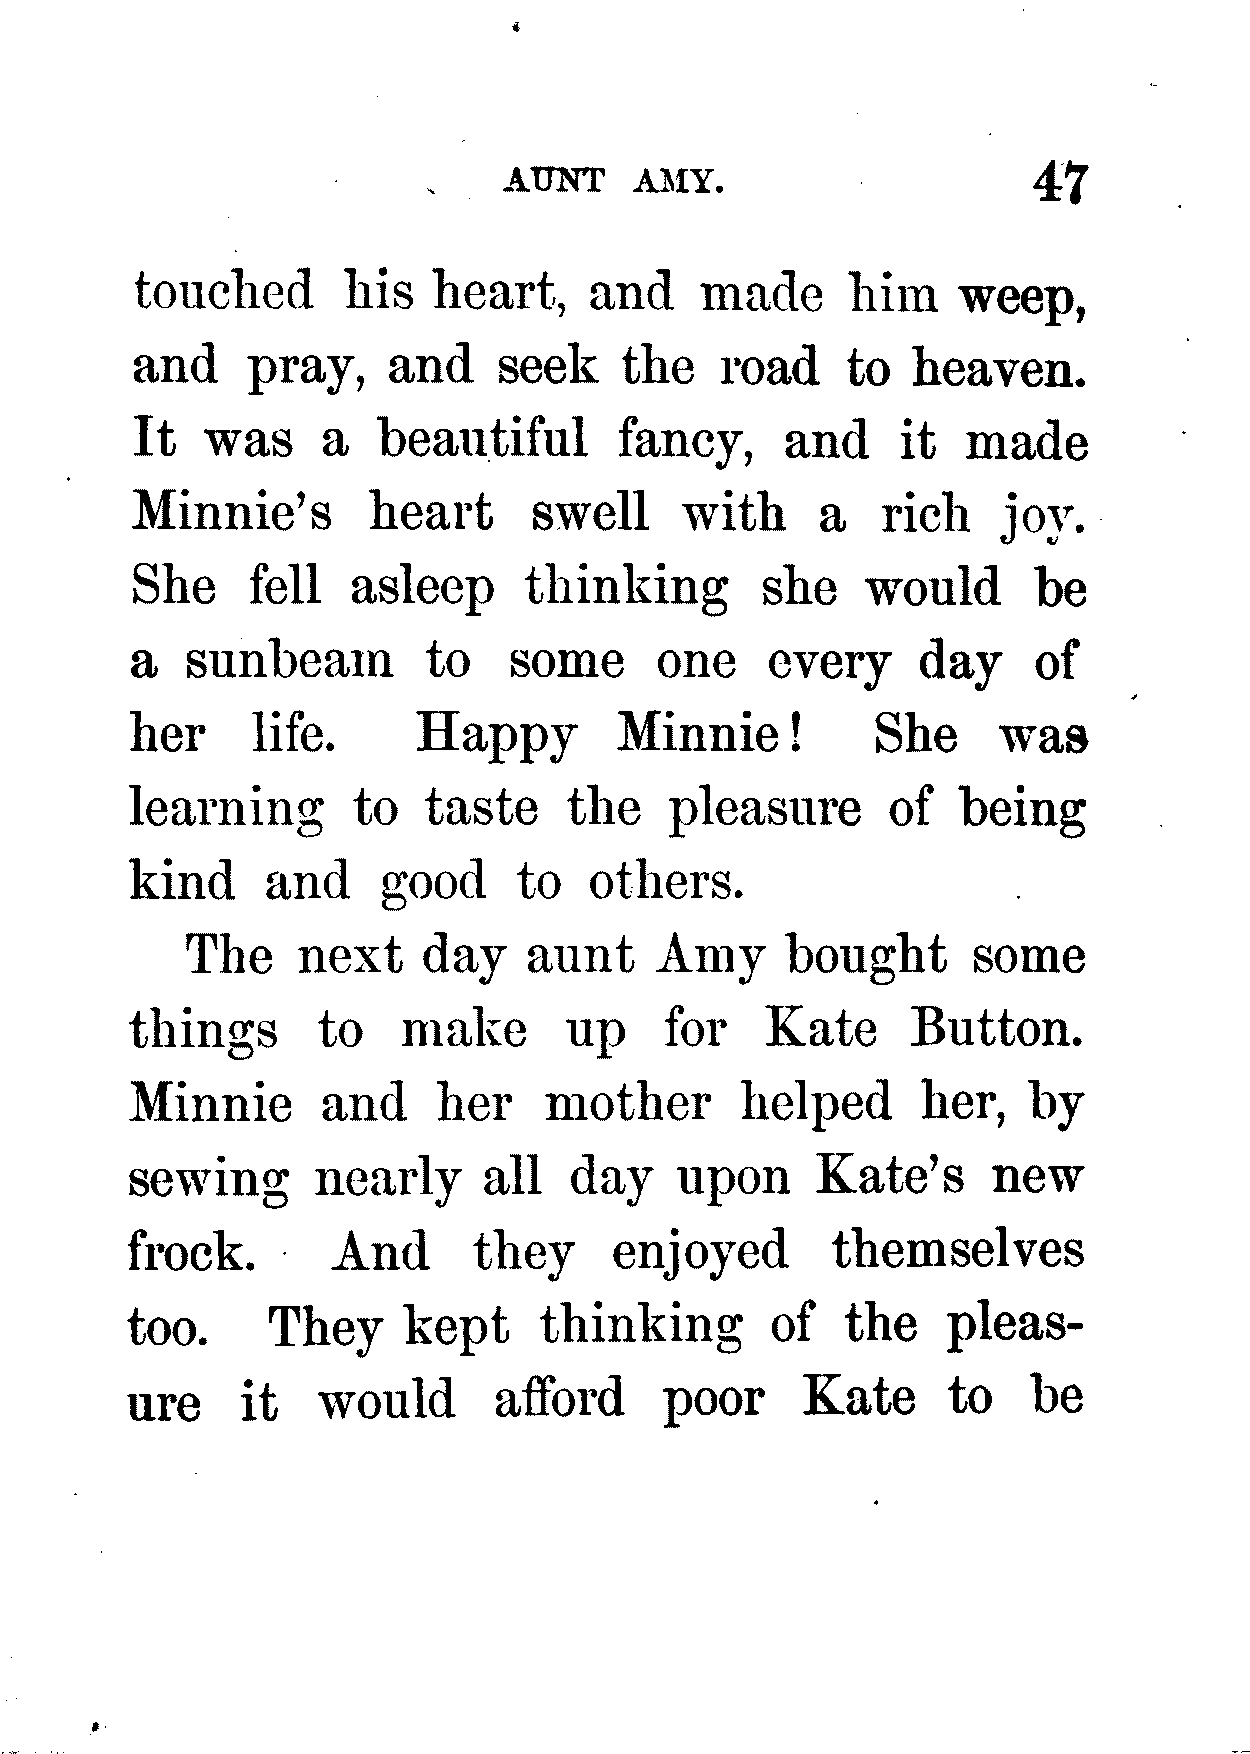 AUNT AMY. 47
touched his heart, and made him weep,
and pray, and seek the road to heaven.
It was a beautiful fancy, and it made
Minnie's heart swell with a rich joy.
She fell asleep thinking she would be
a sunbeam to some one every day of
her life. Happy Minnie! She was
learning to taste the pleasure of being
kind and good to others.
The next day aunt Amy bought some
things to make up for Kate Button.
Minnie and her mother helped her, by
sewing nearly all day upon Kate's new
frock. And they enjoyed themselves
too. They kept thinking of the pleas-
ure it would afford poor Kate to be